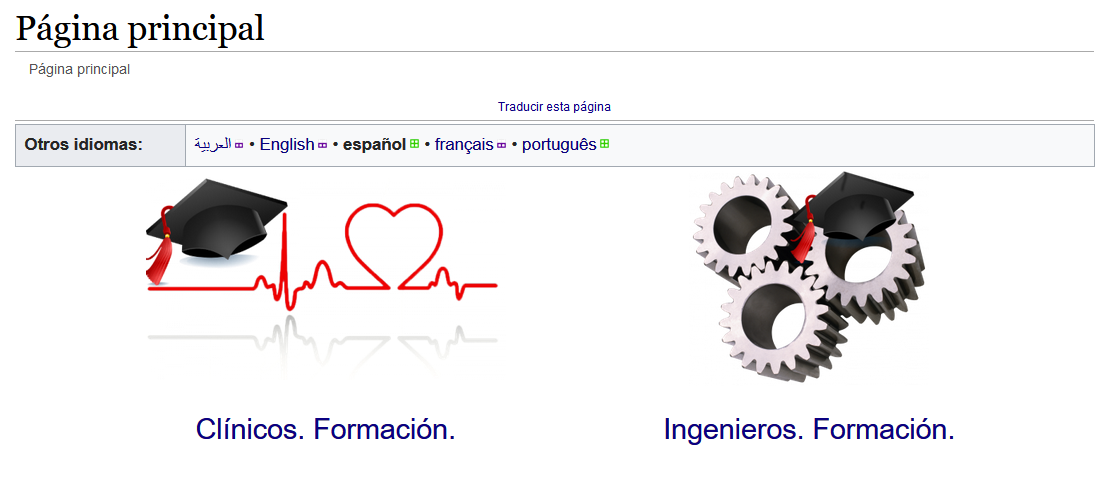 Página principal
Página principal
Traducir esta página
Otros idiomas: العربية • English • español • français • português
Clínicos. Formación.
Ingenieros. Formación.